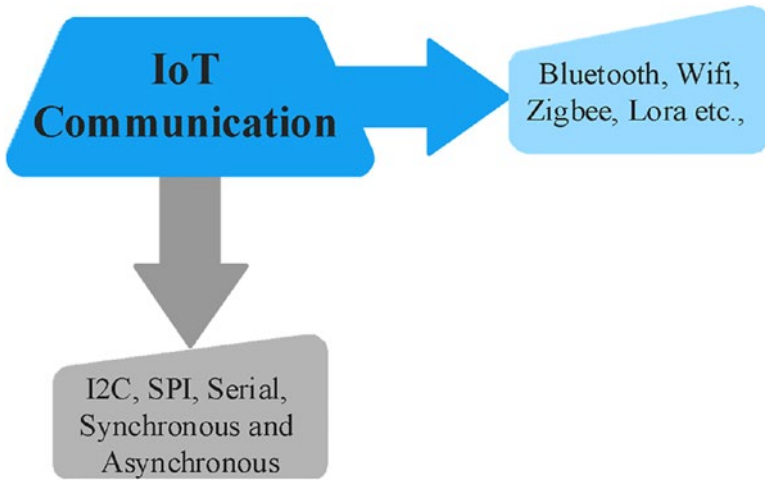 IoT
Communication
Bluetooth, Wifi,
Zigbee, Lora etc.,
I2C, SPI, Serial,
Synchronous and
Asynchronous